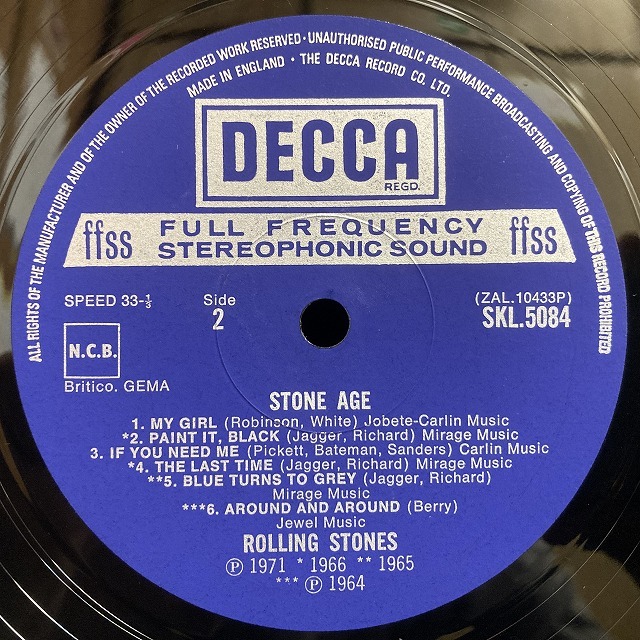 ALL RIGHTS OF THE MANUFACTURER AND OF THE OWNER OF THE RECORDED WORK RESERVED · UNAUTHORISED PUBLIC PERFORMANCE BROADCASTING AND COPYING OF THIS RECORD PROHIBITED
MADE IN ENGLAND · THE DECCA RECORD CO. LTD.
DECCA
REGD.
ffss FULL FREQUENCY STEREOPHONIC SOUND ffss
SPEED 33-⅓ Side 2 (ZAL.10433P)
SKL.5084
N.C.B.
Britico. GEMA
STONE AGE
1. MY GIRL (Robinson, White) Jobete-Carlin Music
*2. PAINT IT, BLACK (Jagger, Richard) Mirage Music
3. IF YOU NEED ME (Pickett, Bateman, Sanders) Carlin Music
*4. THE LAST TIME (Jagger, Richard) Mirage Music
**5. BLUE TURNS TO GREY (Jagger, Richard)
Mirage Music
***6. AROUND AND AROUND (Berry)
Jewel Music
ROLLING STONES
Ⓟ 1971 * 1966 ** 1965
*** Ⓟ 1964